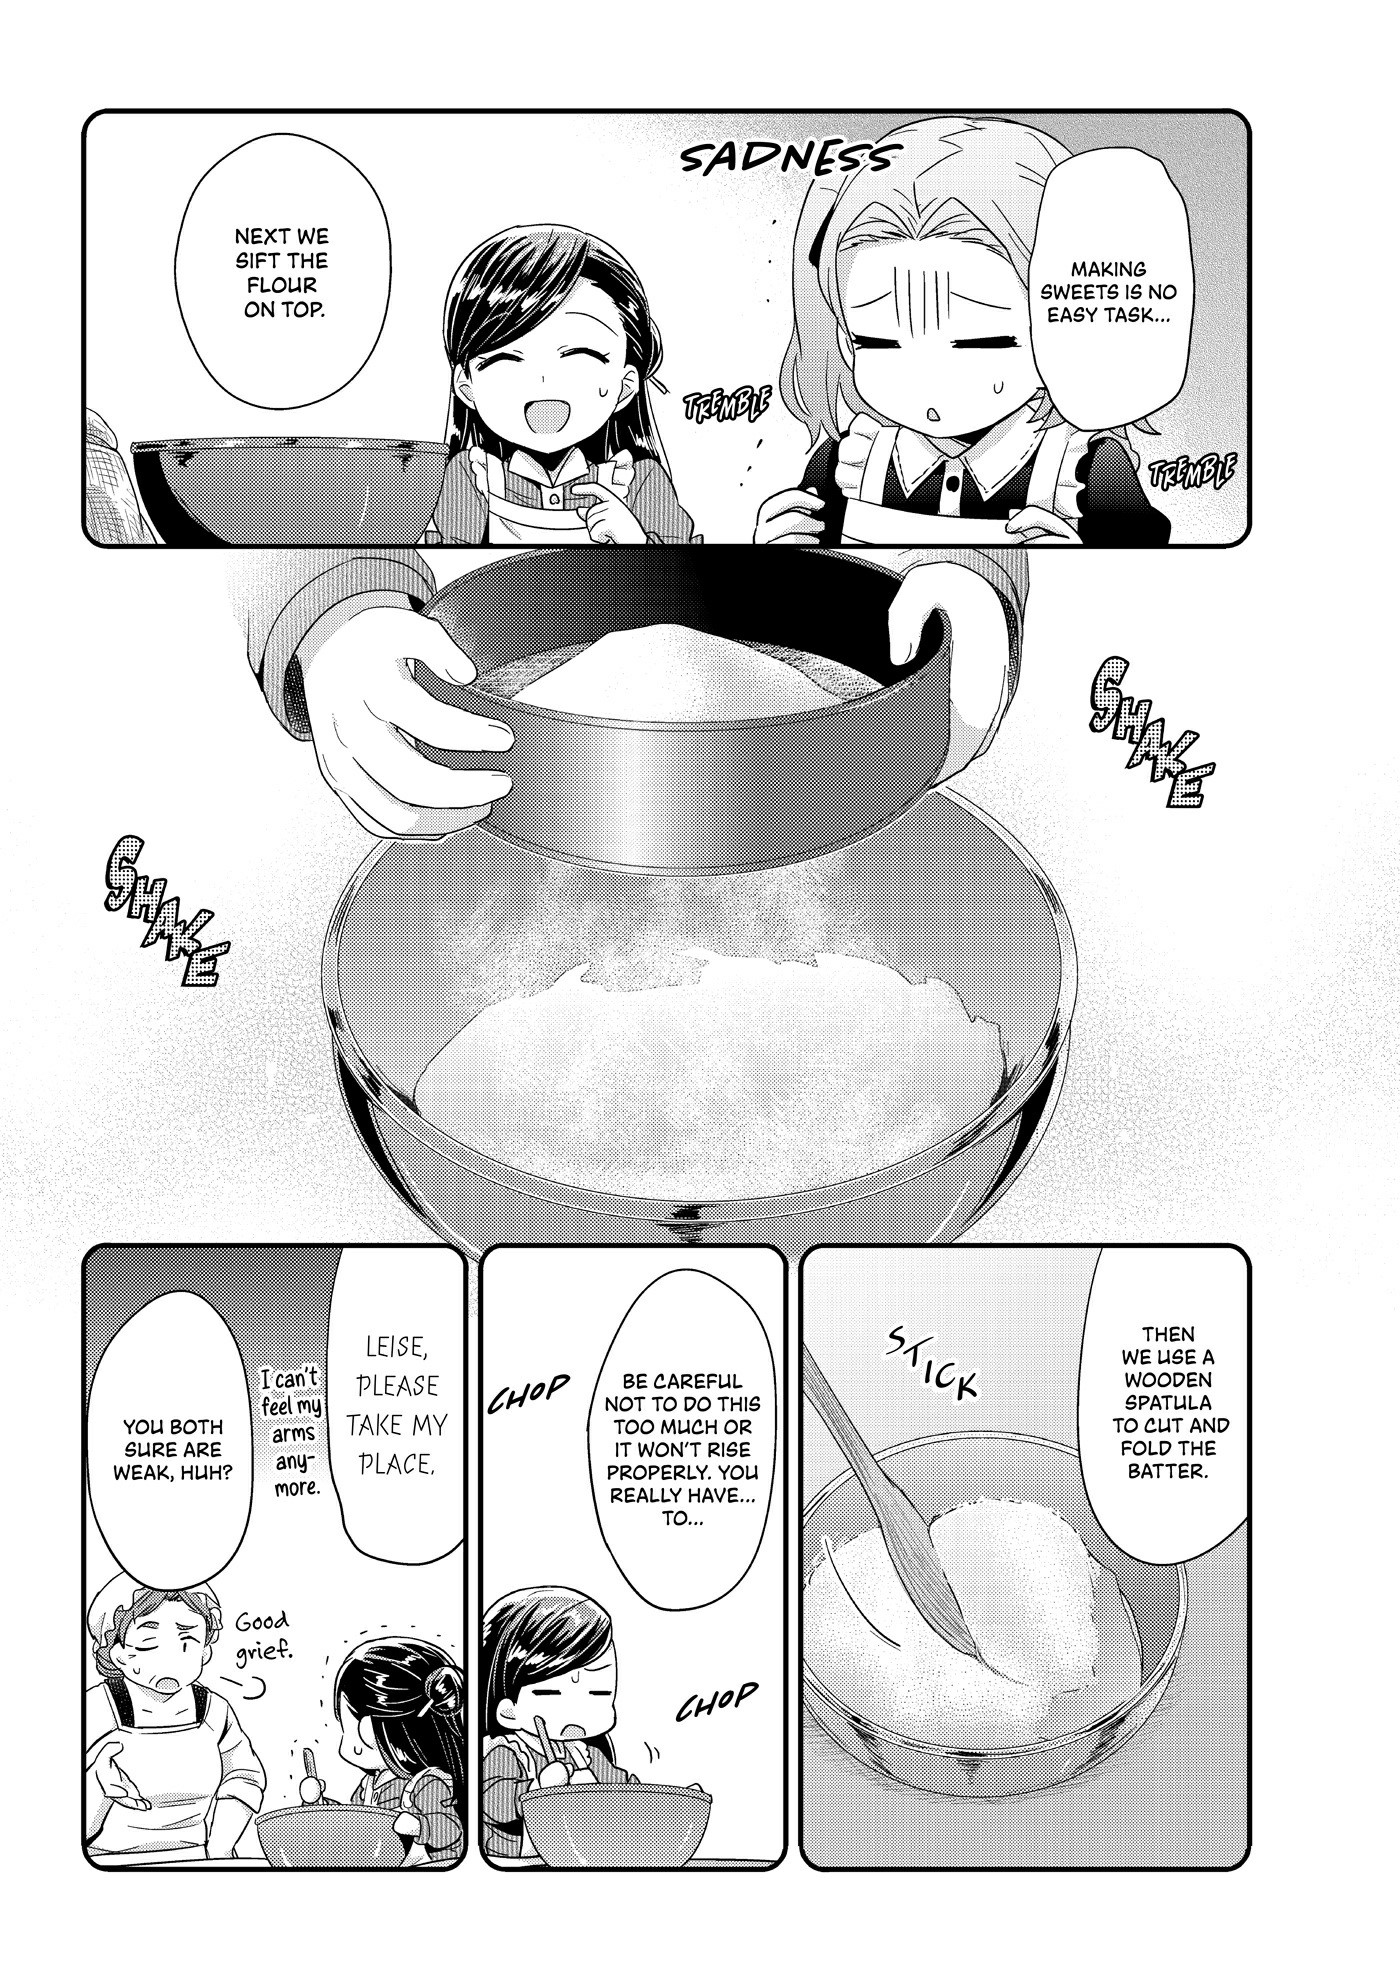 SADNESS
MAKING
SWEETS IS NO
EASY TASK...
TREMBLE
TREMBLE
NEXT WE
SIFT THE
FLOUR
ON TOP.
SHAKE
SHAKE
THEN
WE USE A
WOODEN
SPATULA
TO CUT AND
FOLD THE
BATTER.
STICK
BE CAREFUL
NOT TO DO THIS
TOO MUCH OR
IT WON'T RISE
PROPERLY. YOU
REALLY HAVE...
TO...
CHOP
CHOP
LEISE,
PLEASE
TAKE MY
PLACE.
I can't
feel my
arms
any-
more.
YOU BOTH
SURE ARE
WEAK, HUH?
Good
grief.